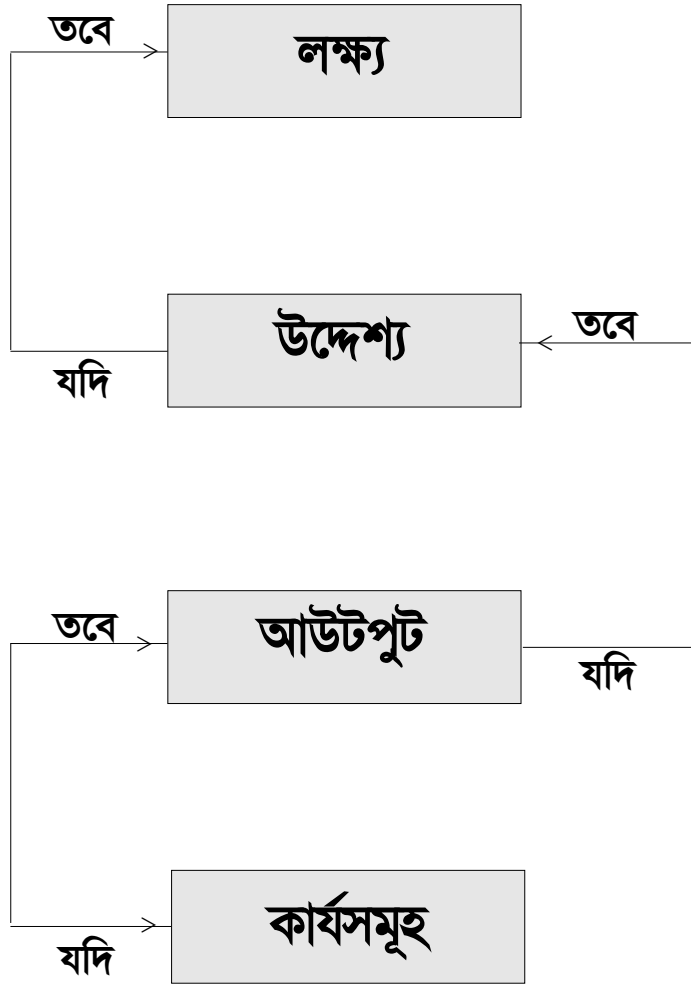 তবে
লক্ষ্য
উদ্দেশ্য
তবে
যদি
তবে
আউটপুট
যদি
কার্যসমূহ
যদি